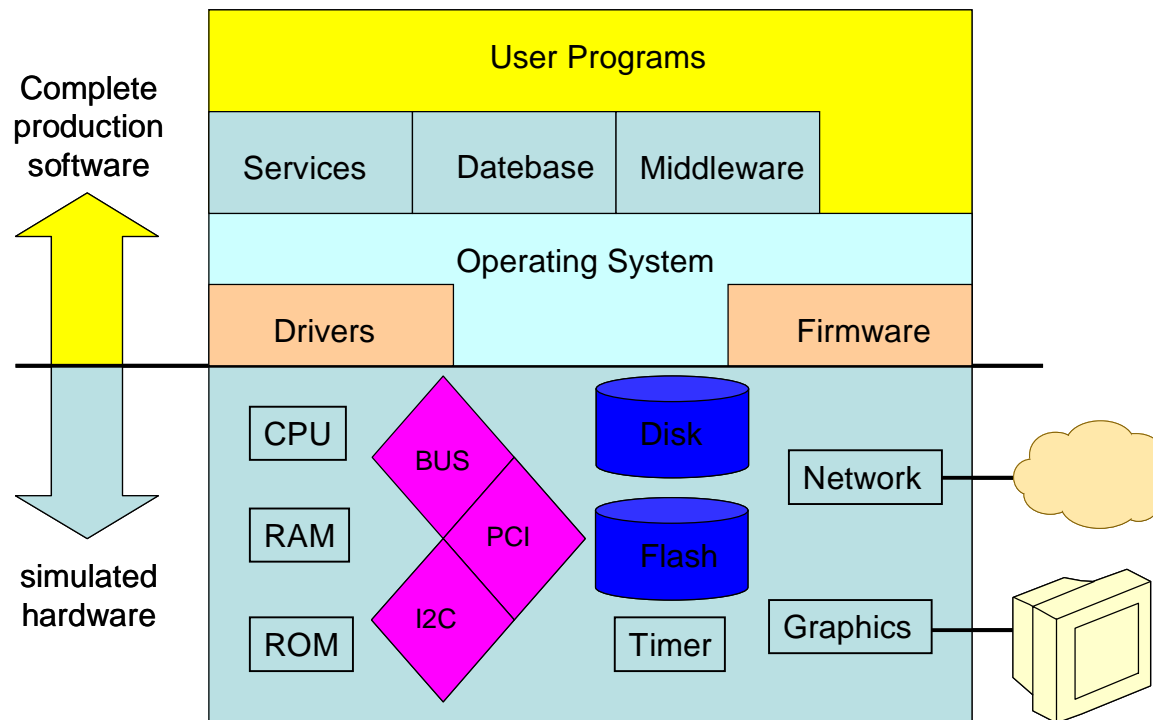 User Programs
Complete
production
software
Services
Datebase
Middleware
Operating System
Drivers
Firmware
CPU
BUS
Disk
Network
RAM
PCI
Flash
simulated
hardware
I2C
ROM
Timer
Graphics